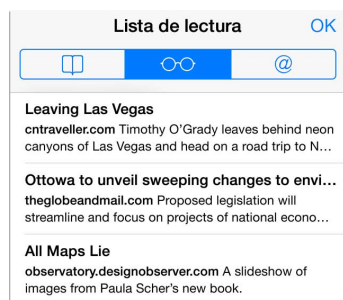 Lista de lectura OK
@
Leaving Las Vegas
cntraveller.com Timothy O'Grady leaves behind neon
canyons of Las Vegas and head on a road trip to N…
Ottowa to unveil sweeping changes to envi…
theglobeandmail.com Proposed legislation will
streamline and focus on projects of national econo…
All Maps Lie
observatory.designobserver.com A slideshow of
images from Paula Scher's new book.